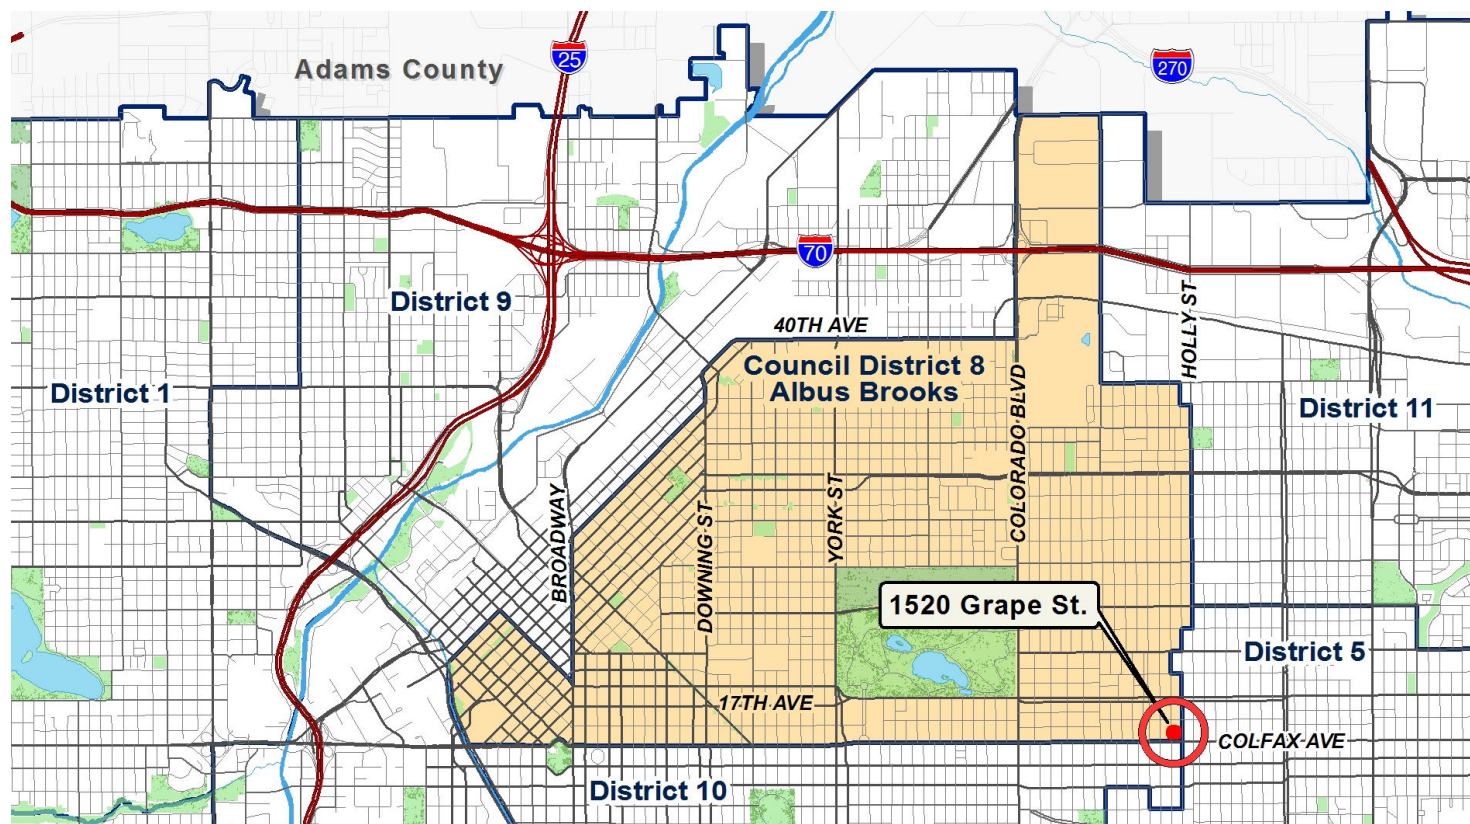 Adams County
25
270
70
District 9
40TH AVE
HOLLY ST
Council District 8
Albus Brooks
District 1
COLORADO BLVD
District 11
BROADWAY
DOWNING ST
YORK ST
1520 Grape St.
District 5
17TH AVE
COLFAX AVE
District 10